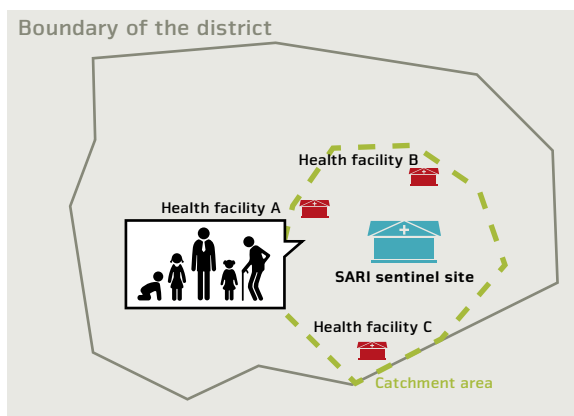 Boundary of the district
Health facility B
Health facility A
SARI sentinel site
Health facility C
Catchment area